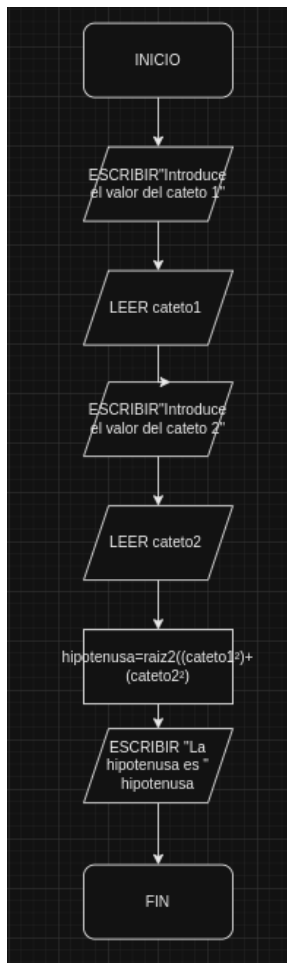 INICIO
ESCRIBIR"Introduce
el valor del cateto 1"
LEER cateto1
ESCRIBIR"Introduce
el valor del cateto 2"
LEER cateto2
hipotenusa=raiz2((cateto1²)+
(cateto2²)
ESCRIBIR "La
hipotenusa es "
hipotenusa
FIN